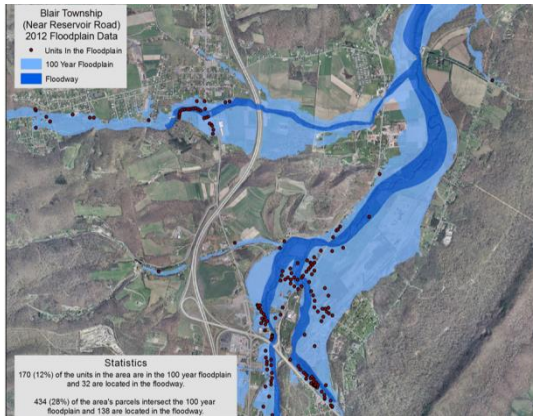 Blair Township
(Near Reservoir Road)
2012 Floodplain Data
Units In the Floodplain
100 Year Floodplain
Floodway
Statistics
170 (12%) of the units in the area are in the 100 year floodplain
and 32 are located in the floodway.
434 (28%) of the area's parcels intersect the 100 year
floodplain and 138 are located in the floodway.